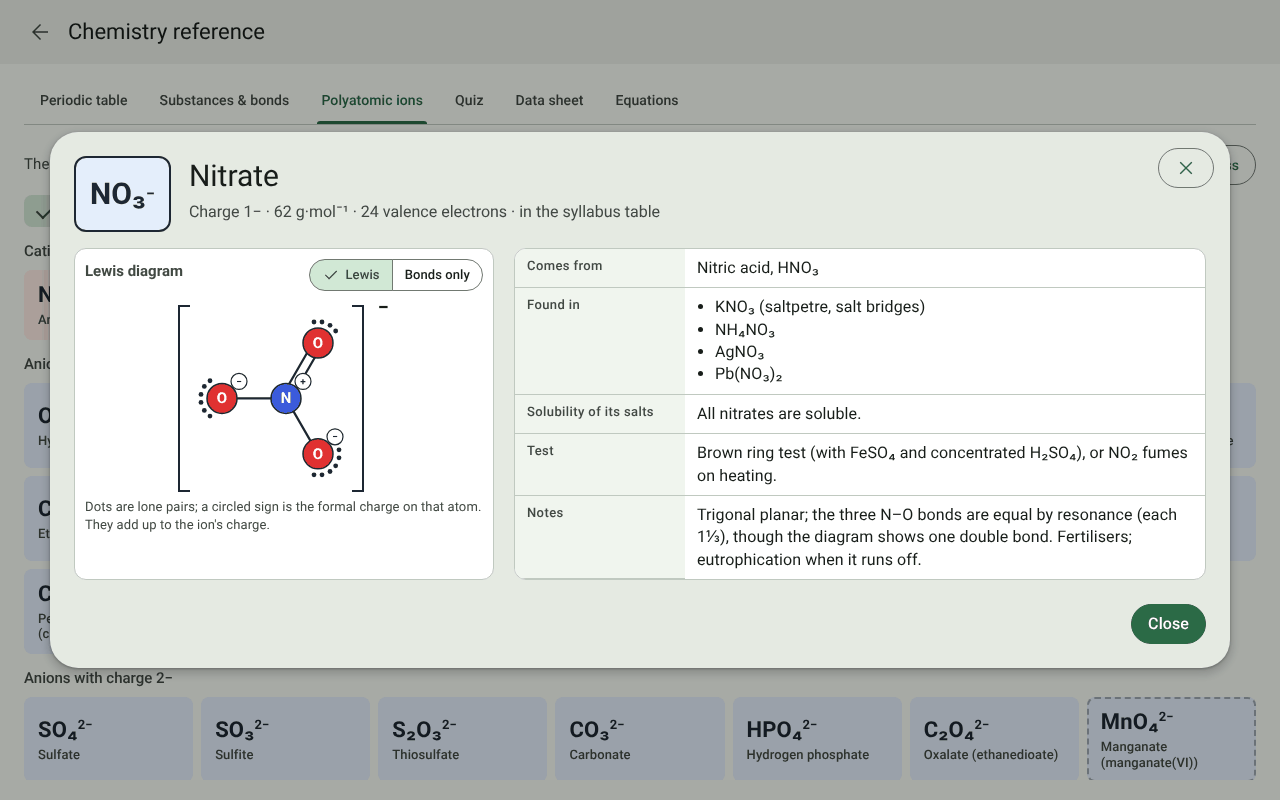 Chemistry reference
Periodic table
Substances & bonds
Polyatomic ions
Quiz
Data sheet
Equations
The
NO₃⁻
Nitrate
Charge 1− · 62 g·mol⁻¹ · 24 valence electrons · in the syllabus table
Lewis diagram
Lewis
Bonds only
−
O
O − N +
O −
Dots are lone pairs; a circled sign is the formal charge on that atom.
They add up to the ion's charge.
Comes from
Nitric acid, HNO₃
Found in
• KNO₃ (saltpetre, salt bridges)
• NH₄NO₃
• AgNO₃
• Pb(NO₃)₂
Solubility of its salts
All nitrates are soluble.
Test
Brown ring test (with FeSO₄ and concentrated H₂SO₄), or NO₂ fumes
on heating.
Notes
Trigonal planar; the three N–O bonds are equal by resonance (each
1⅓), though the diagram shows one double bond. Fertilisers;
eutrophication when it runs off.
Close
Anions with charge 2−
SO₄²⁻
Sulfate
SO₃²⁻
Sulfite
S₂O₃²⁻
Thiosulfate
CO₃²⁻
Carbonate
HPO₄²⁻
Hydrogen phosphate
C₂O₄²⁻
Oxalate (ethanedioate)
MnO₄²⁻
Manganate
(manganate(VI))